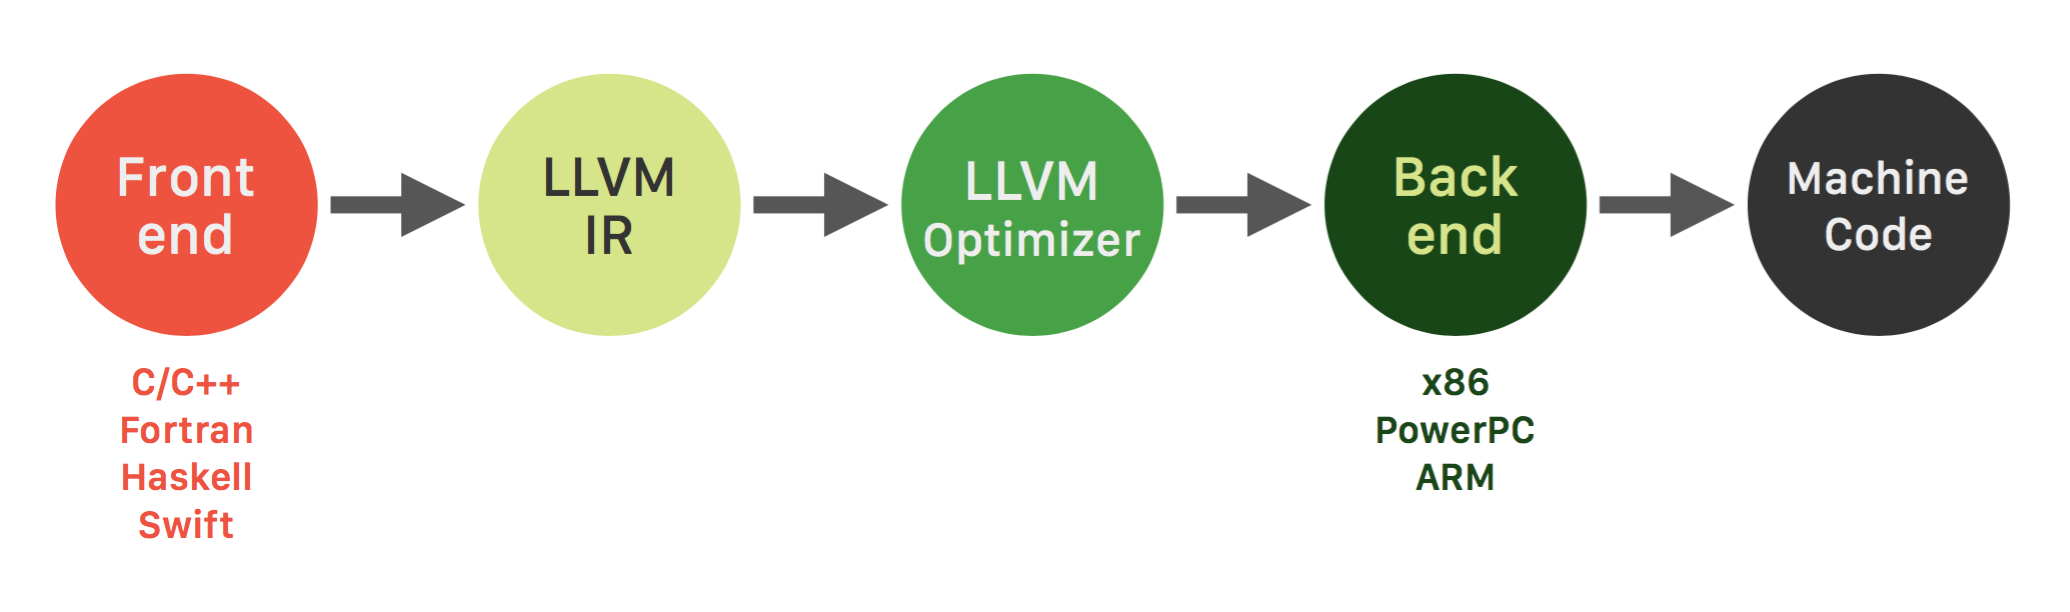 Front
end
LLVM
IR
LLVM
Optimizer
Back
end
Machine
Code
C/C++
Fortran
Haskell
Swift
x86
PowerPC
ARM